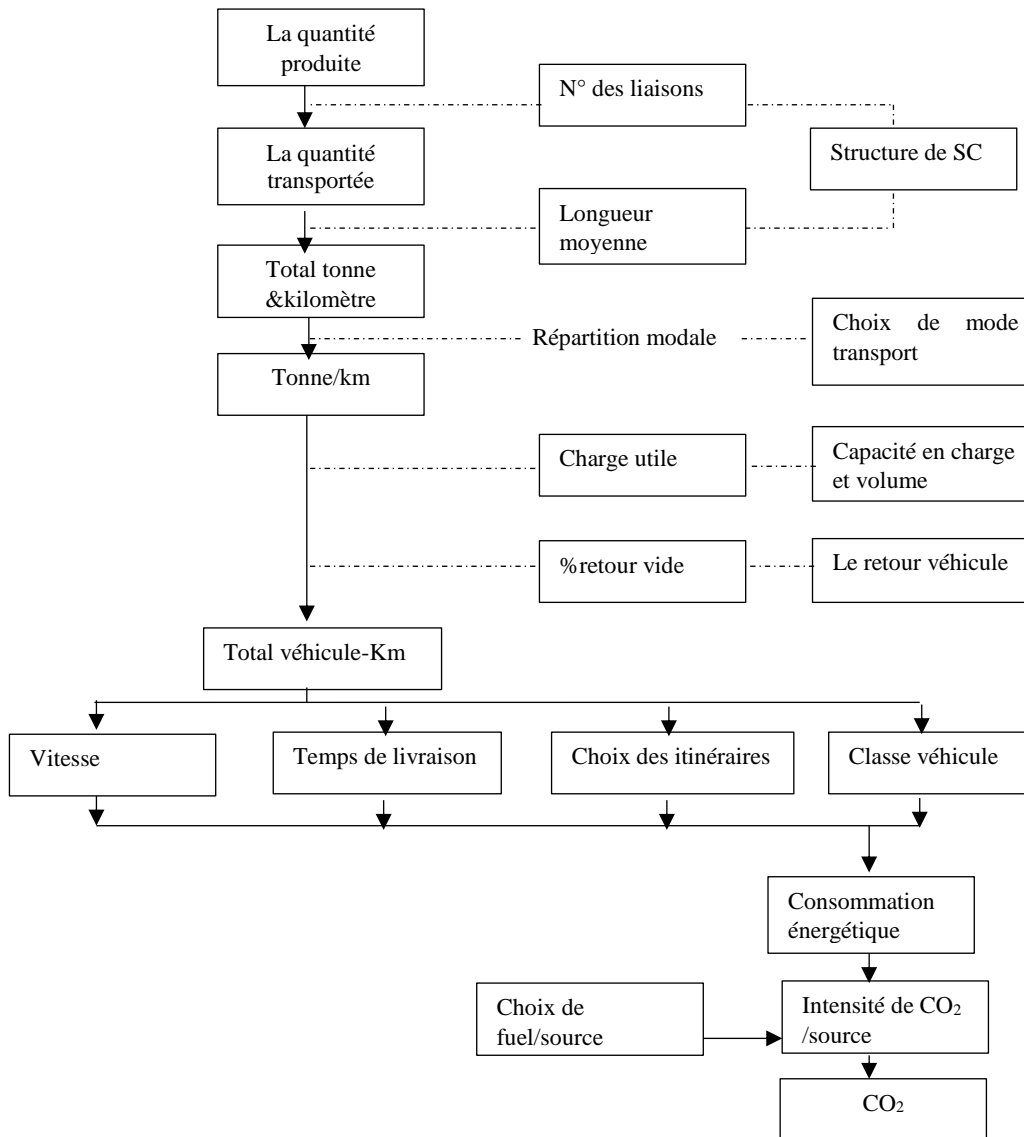 La quantité
produite
N° des liaisons
La quantité
transportée
Structure de SC
Longueur
moyenne
Total tonne
&kilomètre
Répartition modale
Choix de mode
transport
Tonne/km
Charge utile
Capacité en charge
et volume
%retour vide
Le retour véhicule
Total véhicule-Km
Vitesse
Temps de livraison
Choix des itinéraires
Classe véhicule
Consommation
énergétique
Choix de
fuel/source
Intensité de CO₂
/source
CO₂